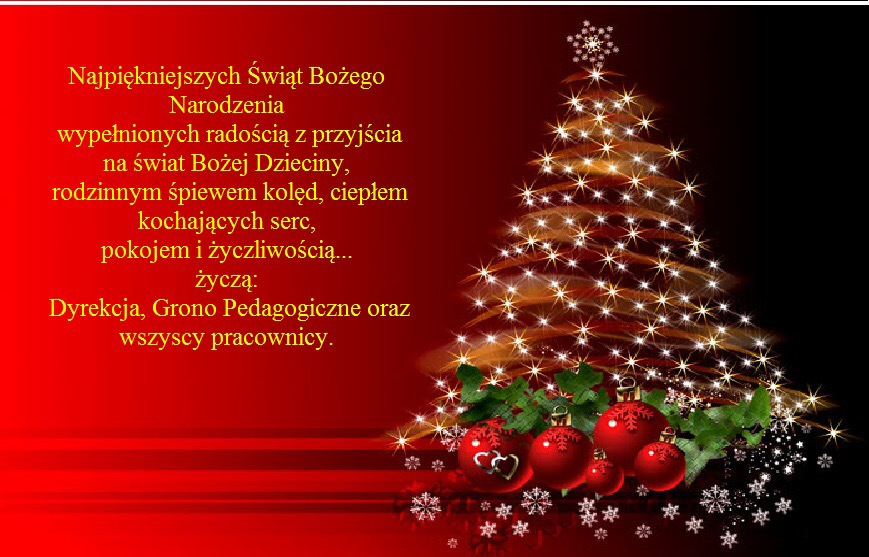 Najpiękniejszych Świąt Bożego
Narodzenia
wypełnionych radością z przyjścia
na świat Bożej Dzieciny,
rodzinnym śpiewem kolęd, ciepłem
kochających serc,
pokojem i życzliwością...
życzą:
Dyrekcja, Grono Pedagogiczne oraz
wszyscy pracownicy.